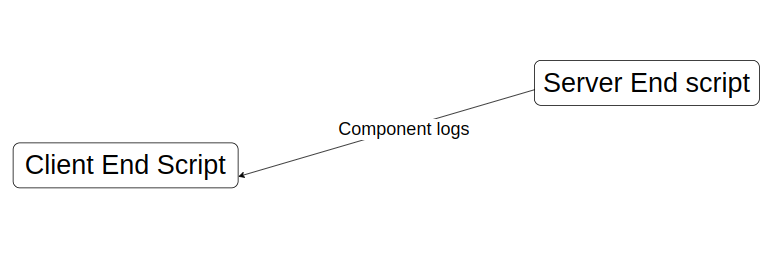 Server End script
Component logs
Client End Script